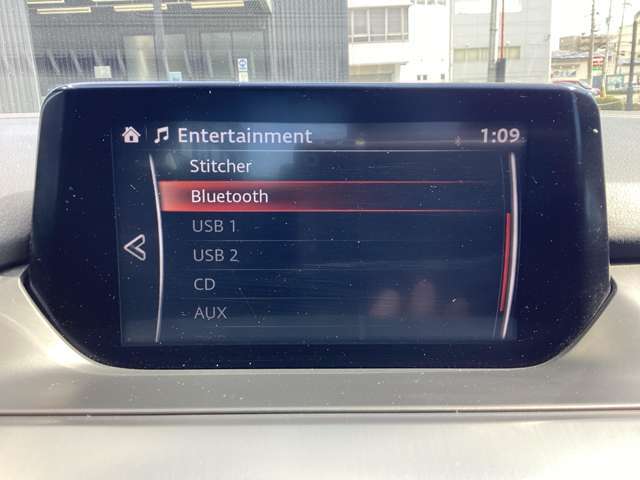 Entertainment 1:09
Stitcher
Bluetooth
USB 1
USB 2
CD
AUX